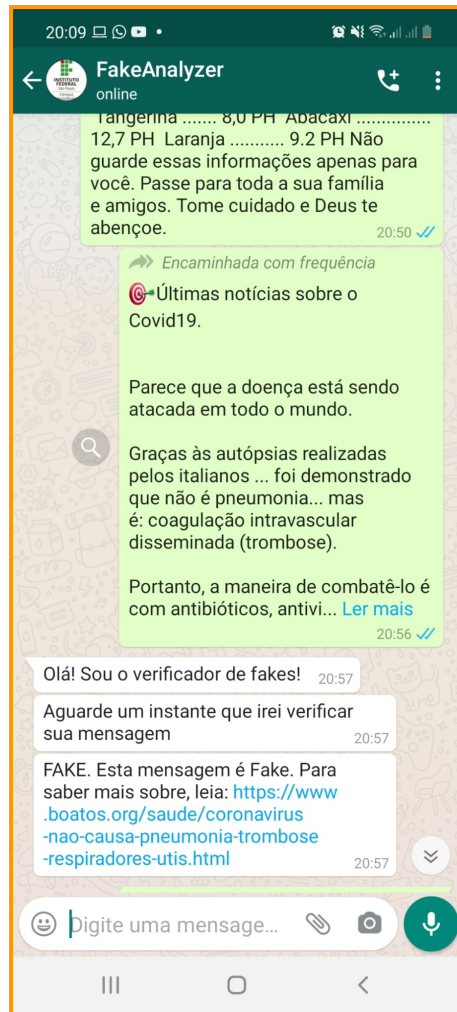 20:09
FakeAnalyzer
online
INSTITUTO
FEDERAL
São Paulo
Tangerina ....... 8,0 PH Abacaxi ...............
12,7 PH Laranja ........... 9.2 PH Não
guarde essas informações apenas para
você. Passe para toda a sua família
e amigos. Tome cuidado e Deus te
abençoe.
20:50
Encaminhada com frequência
Últimas notícias sobre o
Covid19.
Parece que a doença está sendo
atacada em todo o mundo.
Graças às autópsias realizadas
pelos italianos ... foi demonstrado
que não é pneumonia... mas
é: coagulação intravascular
disseminada (trombose).
Portanto, a maneira de combatê-lo é
com antibióticos, antivi... Ler mais
20:56
Olá! Sou o verificador de fakes!
20:57
Aguarde um instante que irei verificar
sua mensagem
20:57
FAKE. Esta mensagem é Fake. Para
saber mais sobre, leia: https://www
.boatos.org/saude/coronavirus
-nao-causa-pneumonia-trombose
-respiradores-utis.html
20:57
Digite uma mensage...